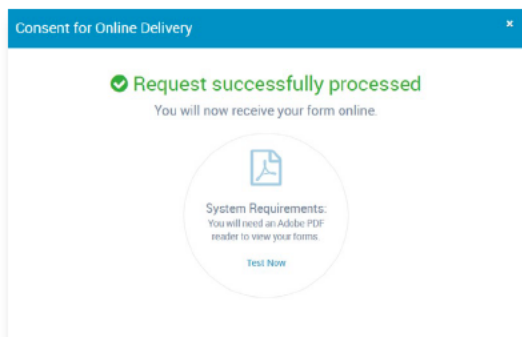 Consent for Online Delivery
Request successfully processed
You will now receive your form online.
System Requirements:
You will need an Adobe PDF
reader to view your forms.
Test Now